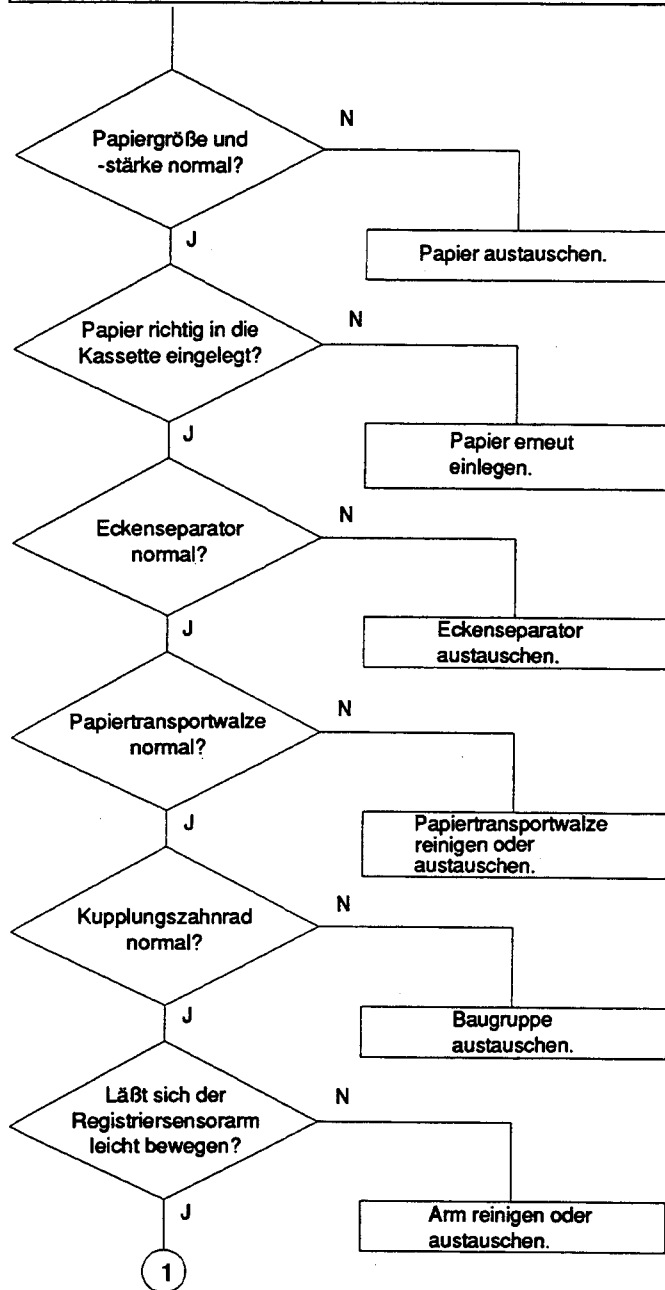 Papiergröße und
-stärke normal?
N
J
Papier austauschen.
Papier richtig in die
Kassette eingelegt?
N
J
Papier erneut
einlegen.
Eckenseparator
normal?
N
J
Eckenseparator
austauschen.
Papiertransportwalze
normal?
N
J
Papiertransportwalze
reinigen oder
austauschen.
Kupplungszahnrad
normal?
N
J
Baugruppe
austauschen.
Läßt sich der
Registriersensorarm
leicht bewegen?
N
J
Arm reinigen oder
austauschen.
1